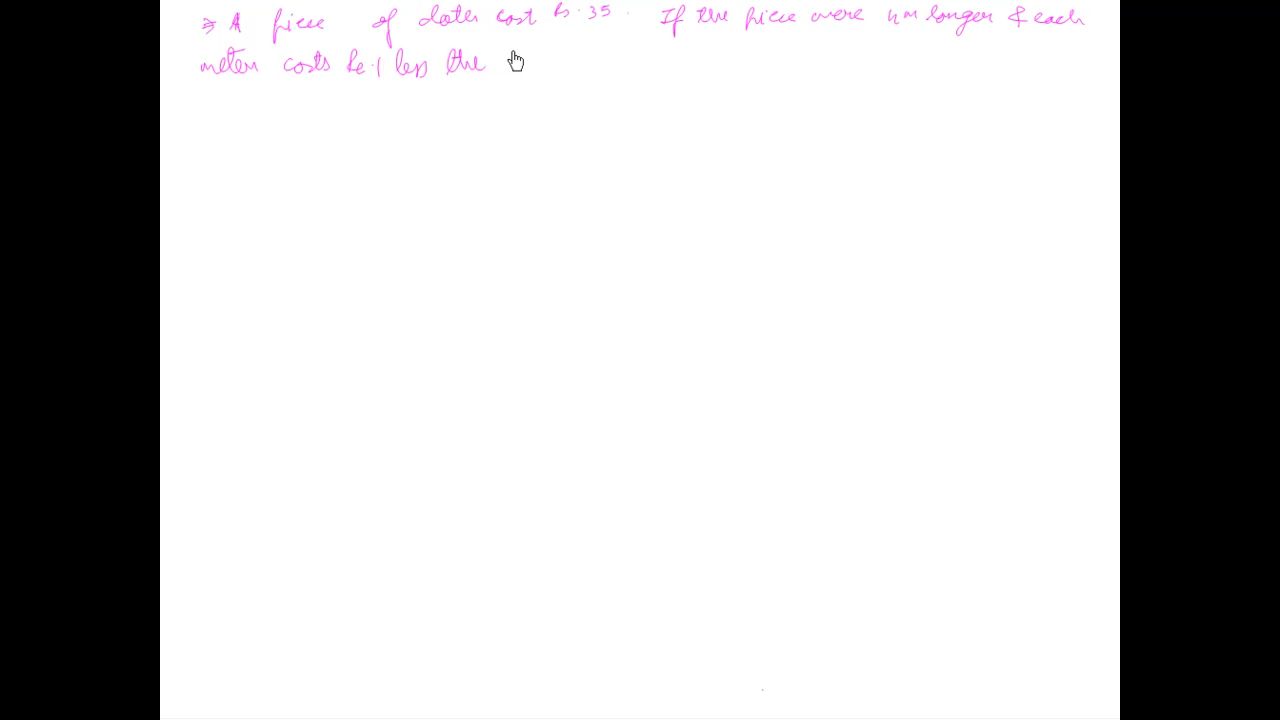 ⇒ A piece of cloth cost Rs. 35. If the piece were 4m longer & each
meter costs Re. 1 less the